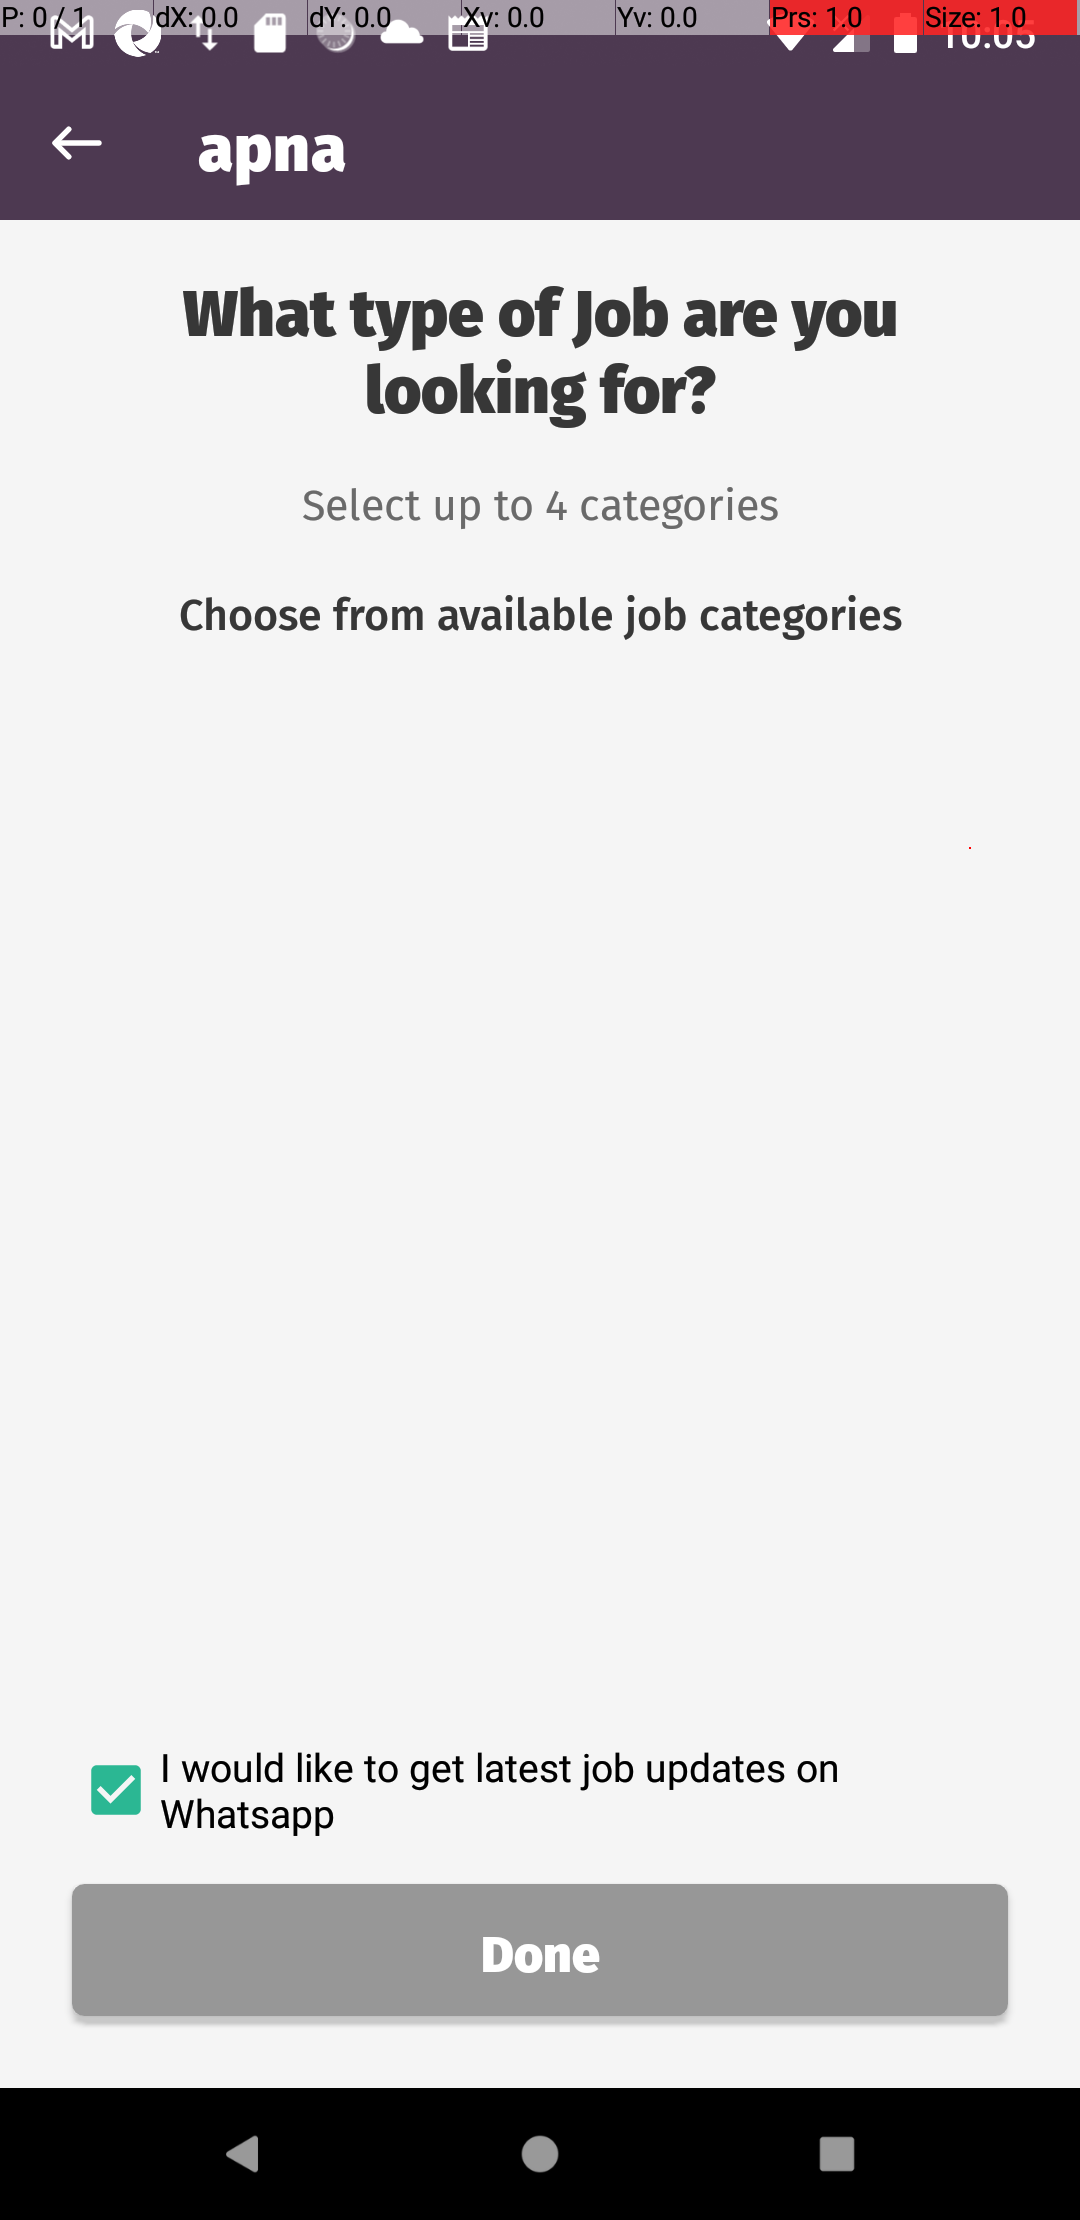 P: 0 / 1 dX: 0.0 dY: 0.0 Xv: 0.0 Yv: 0.0 Prs: 1.0 Size: 1.0
10:05
apna
What type of Job are you
looking for?
Select up to 4 categories
Choose from available job categories
I would like to get latest job updates on
Whatsapp
Done